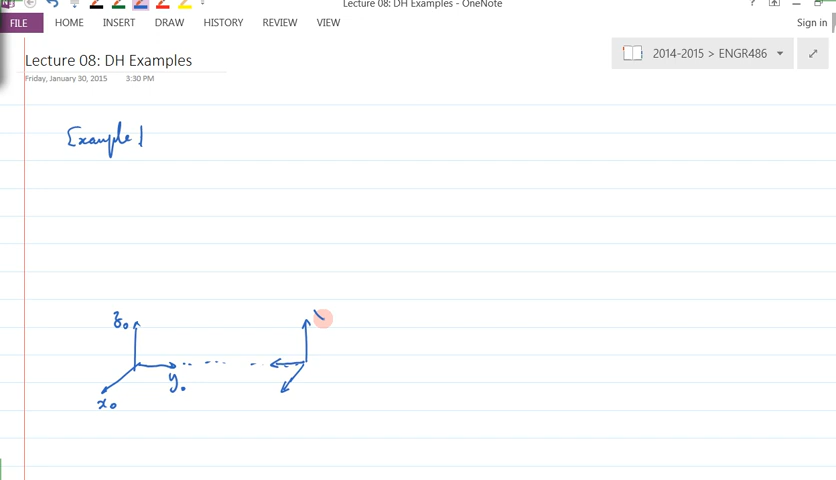 Lecture 08: DH Examples - OneNote
FILE HOME INSERT DRAW HISTORY REVIEW VIEW Sign in
Lecture 08: DH Examples
2014-2015 > ENGR486
Friday, January 30, 2015 3:30 PM
Example 1
z₀
y₀
x₀